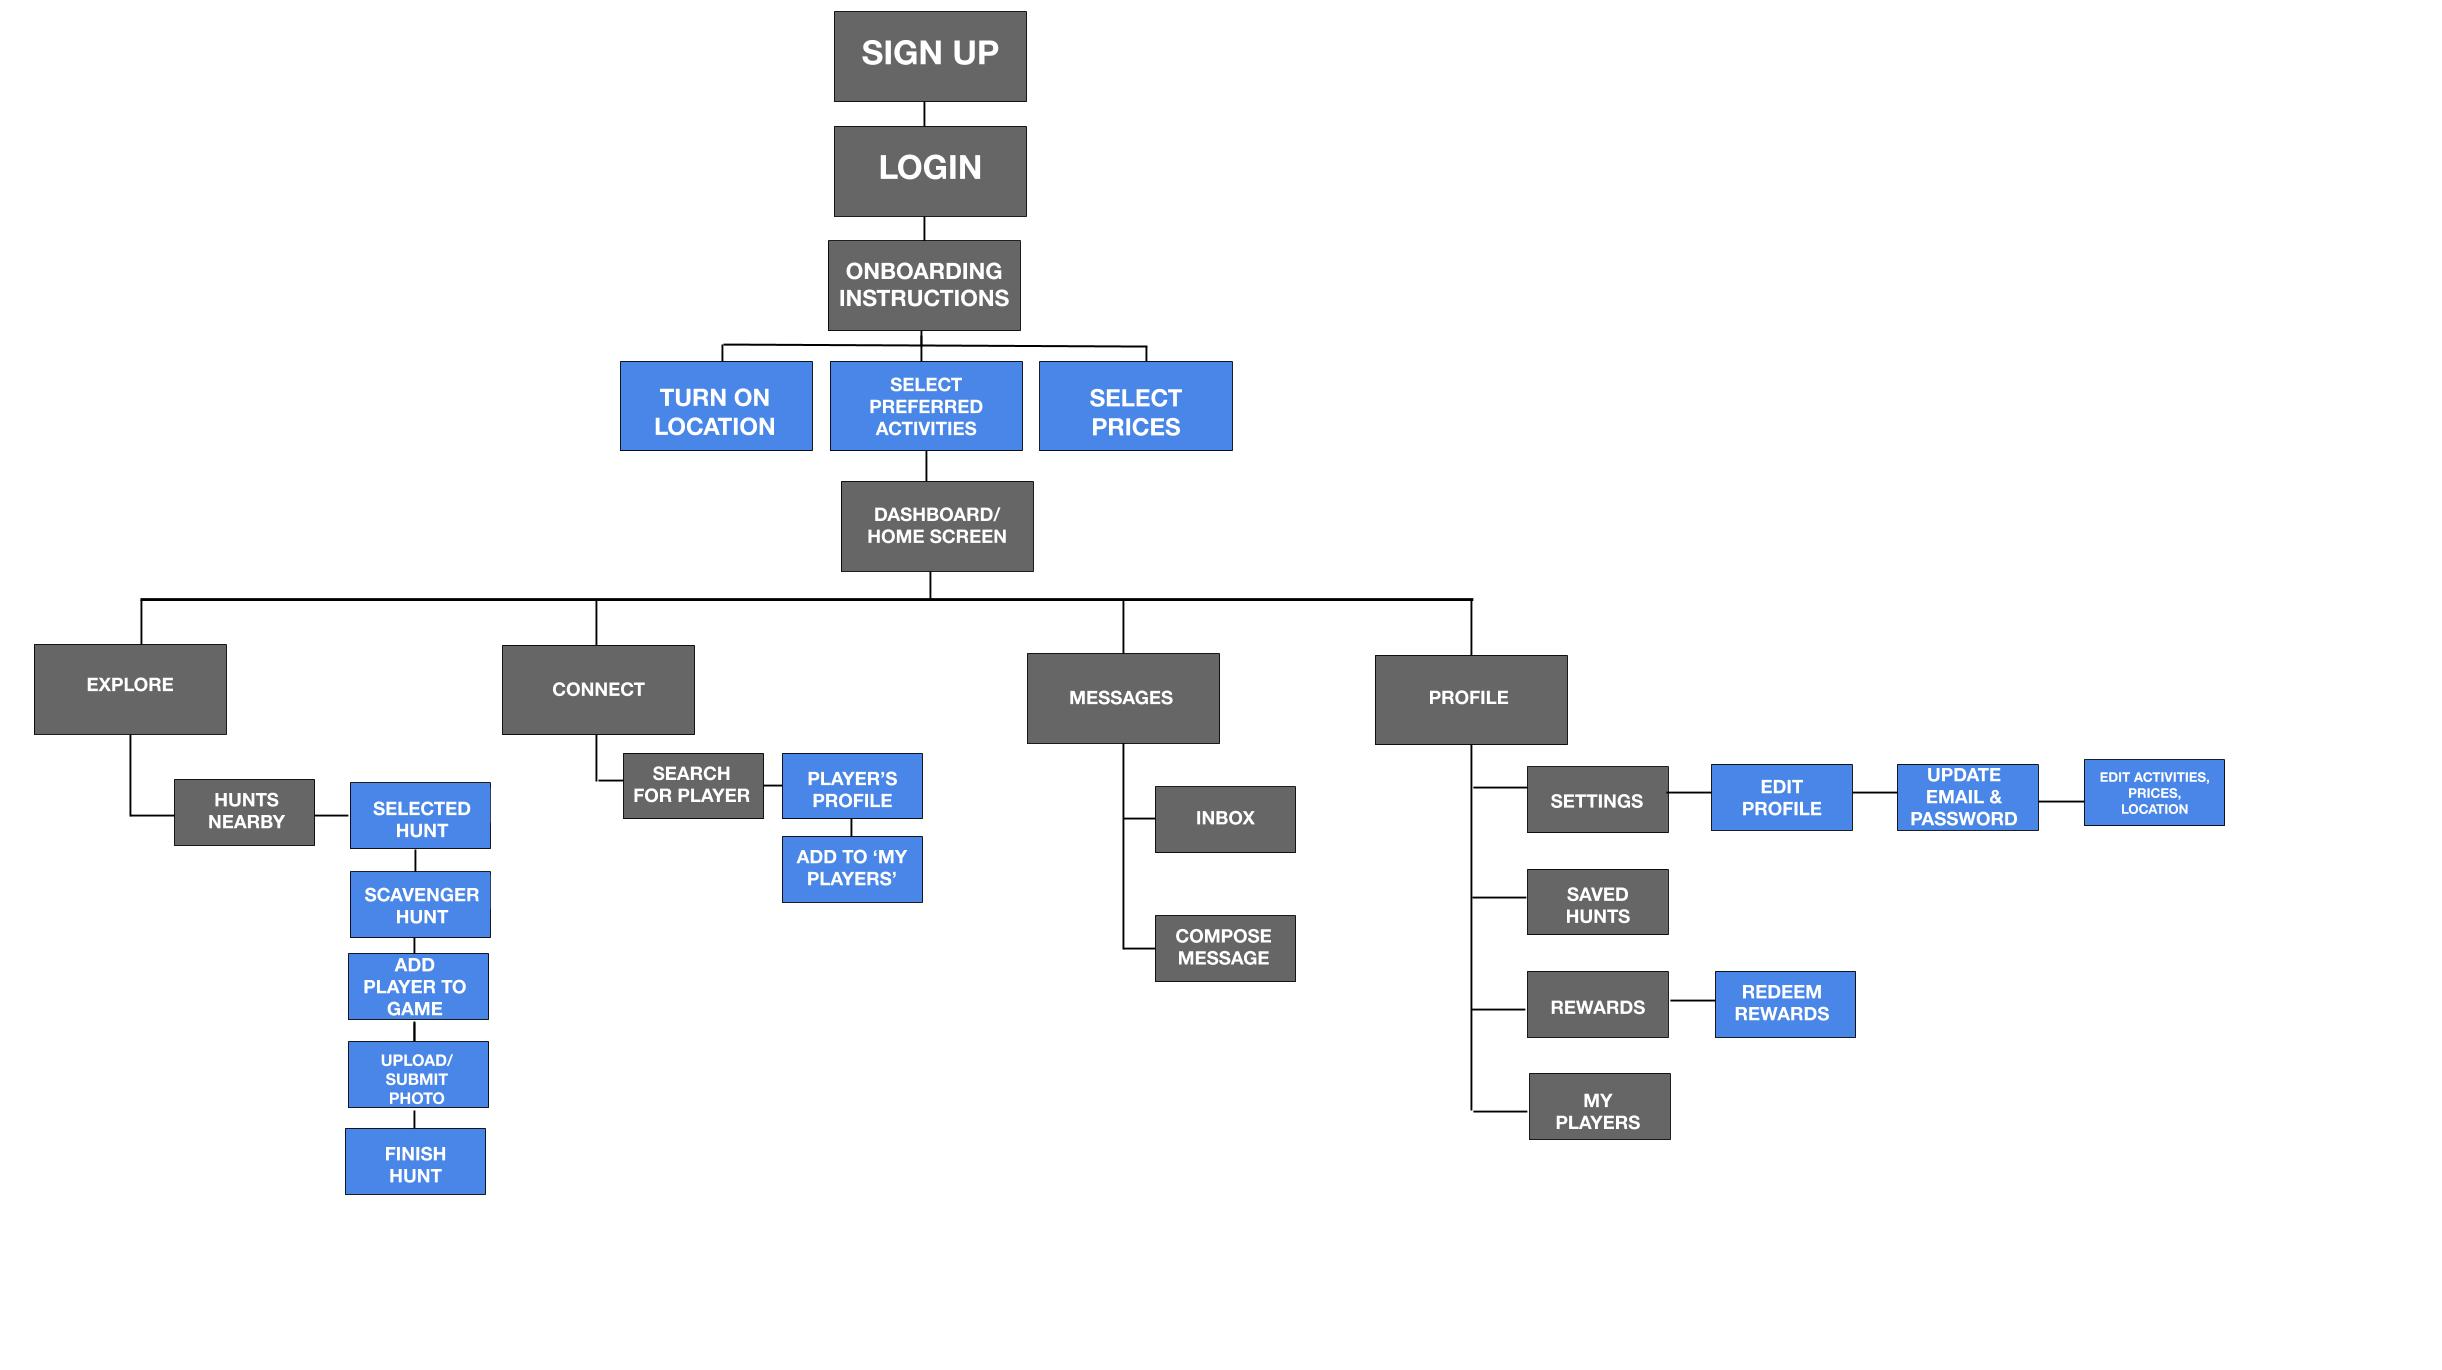 SIGN UP
LOGIN
ONBOARDING
INSTRUCTIONS
TURN ON
LOCATION
SELECT
PREFERRED
ACTIVITIES
SELECT
PRICES
DASHBOARD/
HOME SCREEN
EXPLORE
HUNTS
NEARBY
SELECTED
HUNT
SCAVENGER
HUNT
ADD
PLAYER TO
GAME
UPLOAD/
SUBMIT
PHOTO
FINISH
HUNT
CONNECT
SEARCH
FOR PLAYER
PLAYER’S
PROFILE
ADD TO ‘MY
PLAYERS’
MESSAGES
INBOX
COMPOSE
MESSAGE
PROFILE
SETTINGS
EDIT
PROFILE
UPDATE
EMAIL &
PASSWORD
EDIT ACTIVITIES,
PRICES,
LOCATION
SAVED
HUNTS
REWARDS
REDEEM
REWARDS
MY
PLAYERS